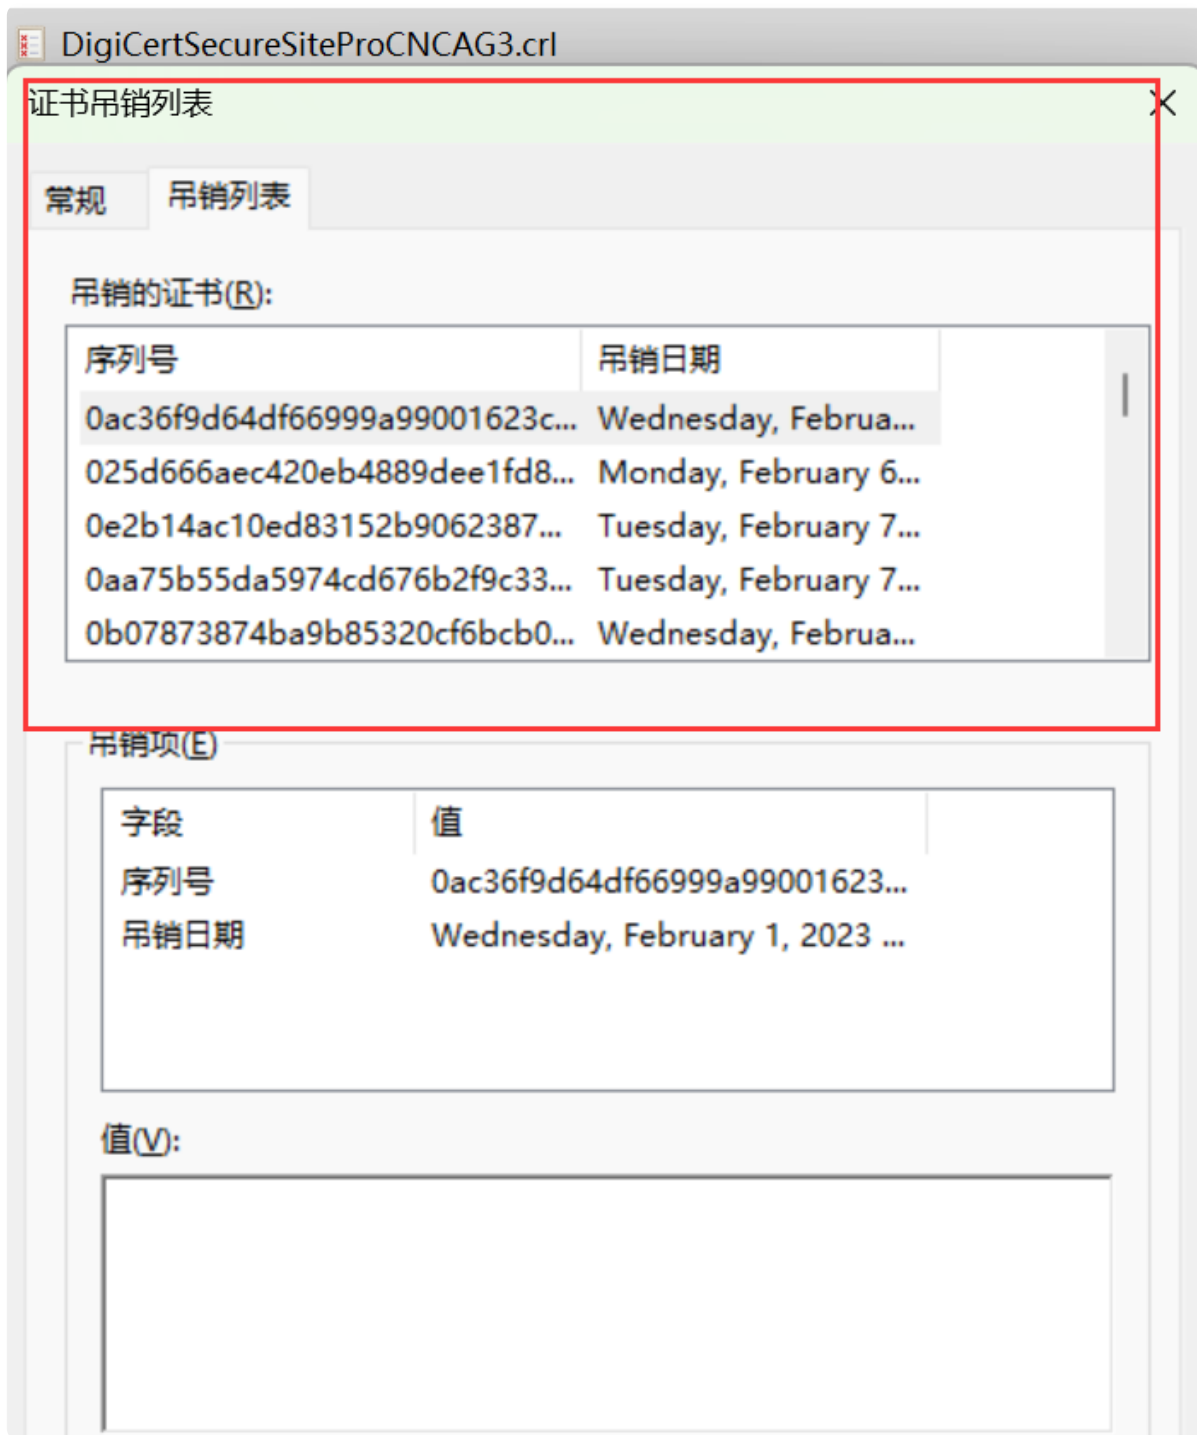 DigiCertSecureSiteProCNCAG3.crl
证书吊销列表
常规 吊销列表
吊销的证书(R):
序列号 吊销日期
0ac36f9d64df66999a99001623c... Wednesday, Februa...
025d666aec420eb4889dee1fd8... Monday, February 6...
0e2b14ac10ed83152b9062387... Tuesday, February 7...
0aa75b55da5974cd676b2f9c33... Tuesday, February 7...
0b07873874ba9b85320cf6bcb0... Wednesday, Februa...
吊销项(E)
字段 值
序列号 0ac36f9d64df66999a99001623...
吊销日期 Wednesday, February 1, 2023 ...
值(V):